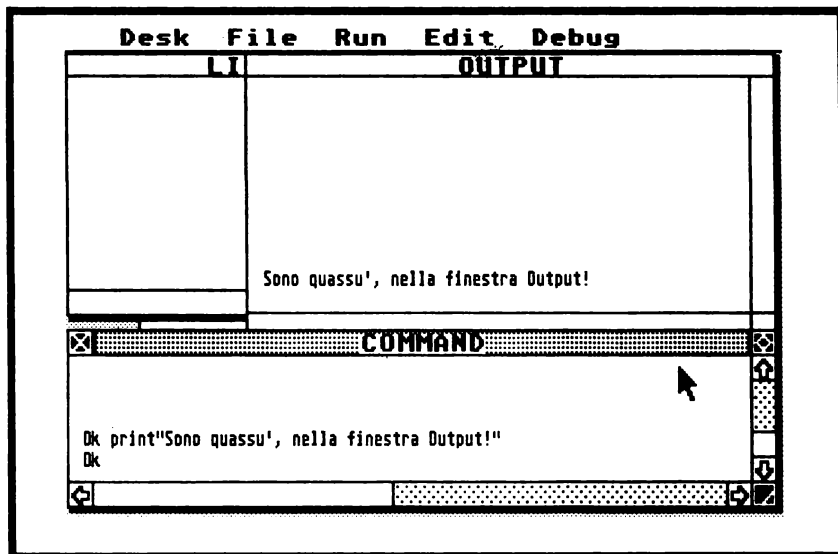 Desk File Run Edit Debug
LI OUTPUT
Sono quassu', nella finestra Output!
COMMAND
Ok print"Sono quassu', nella finestra Output!"
Ok